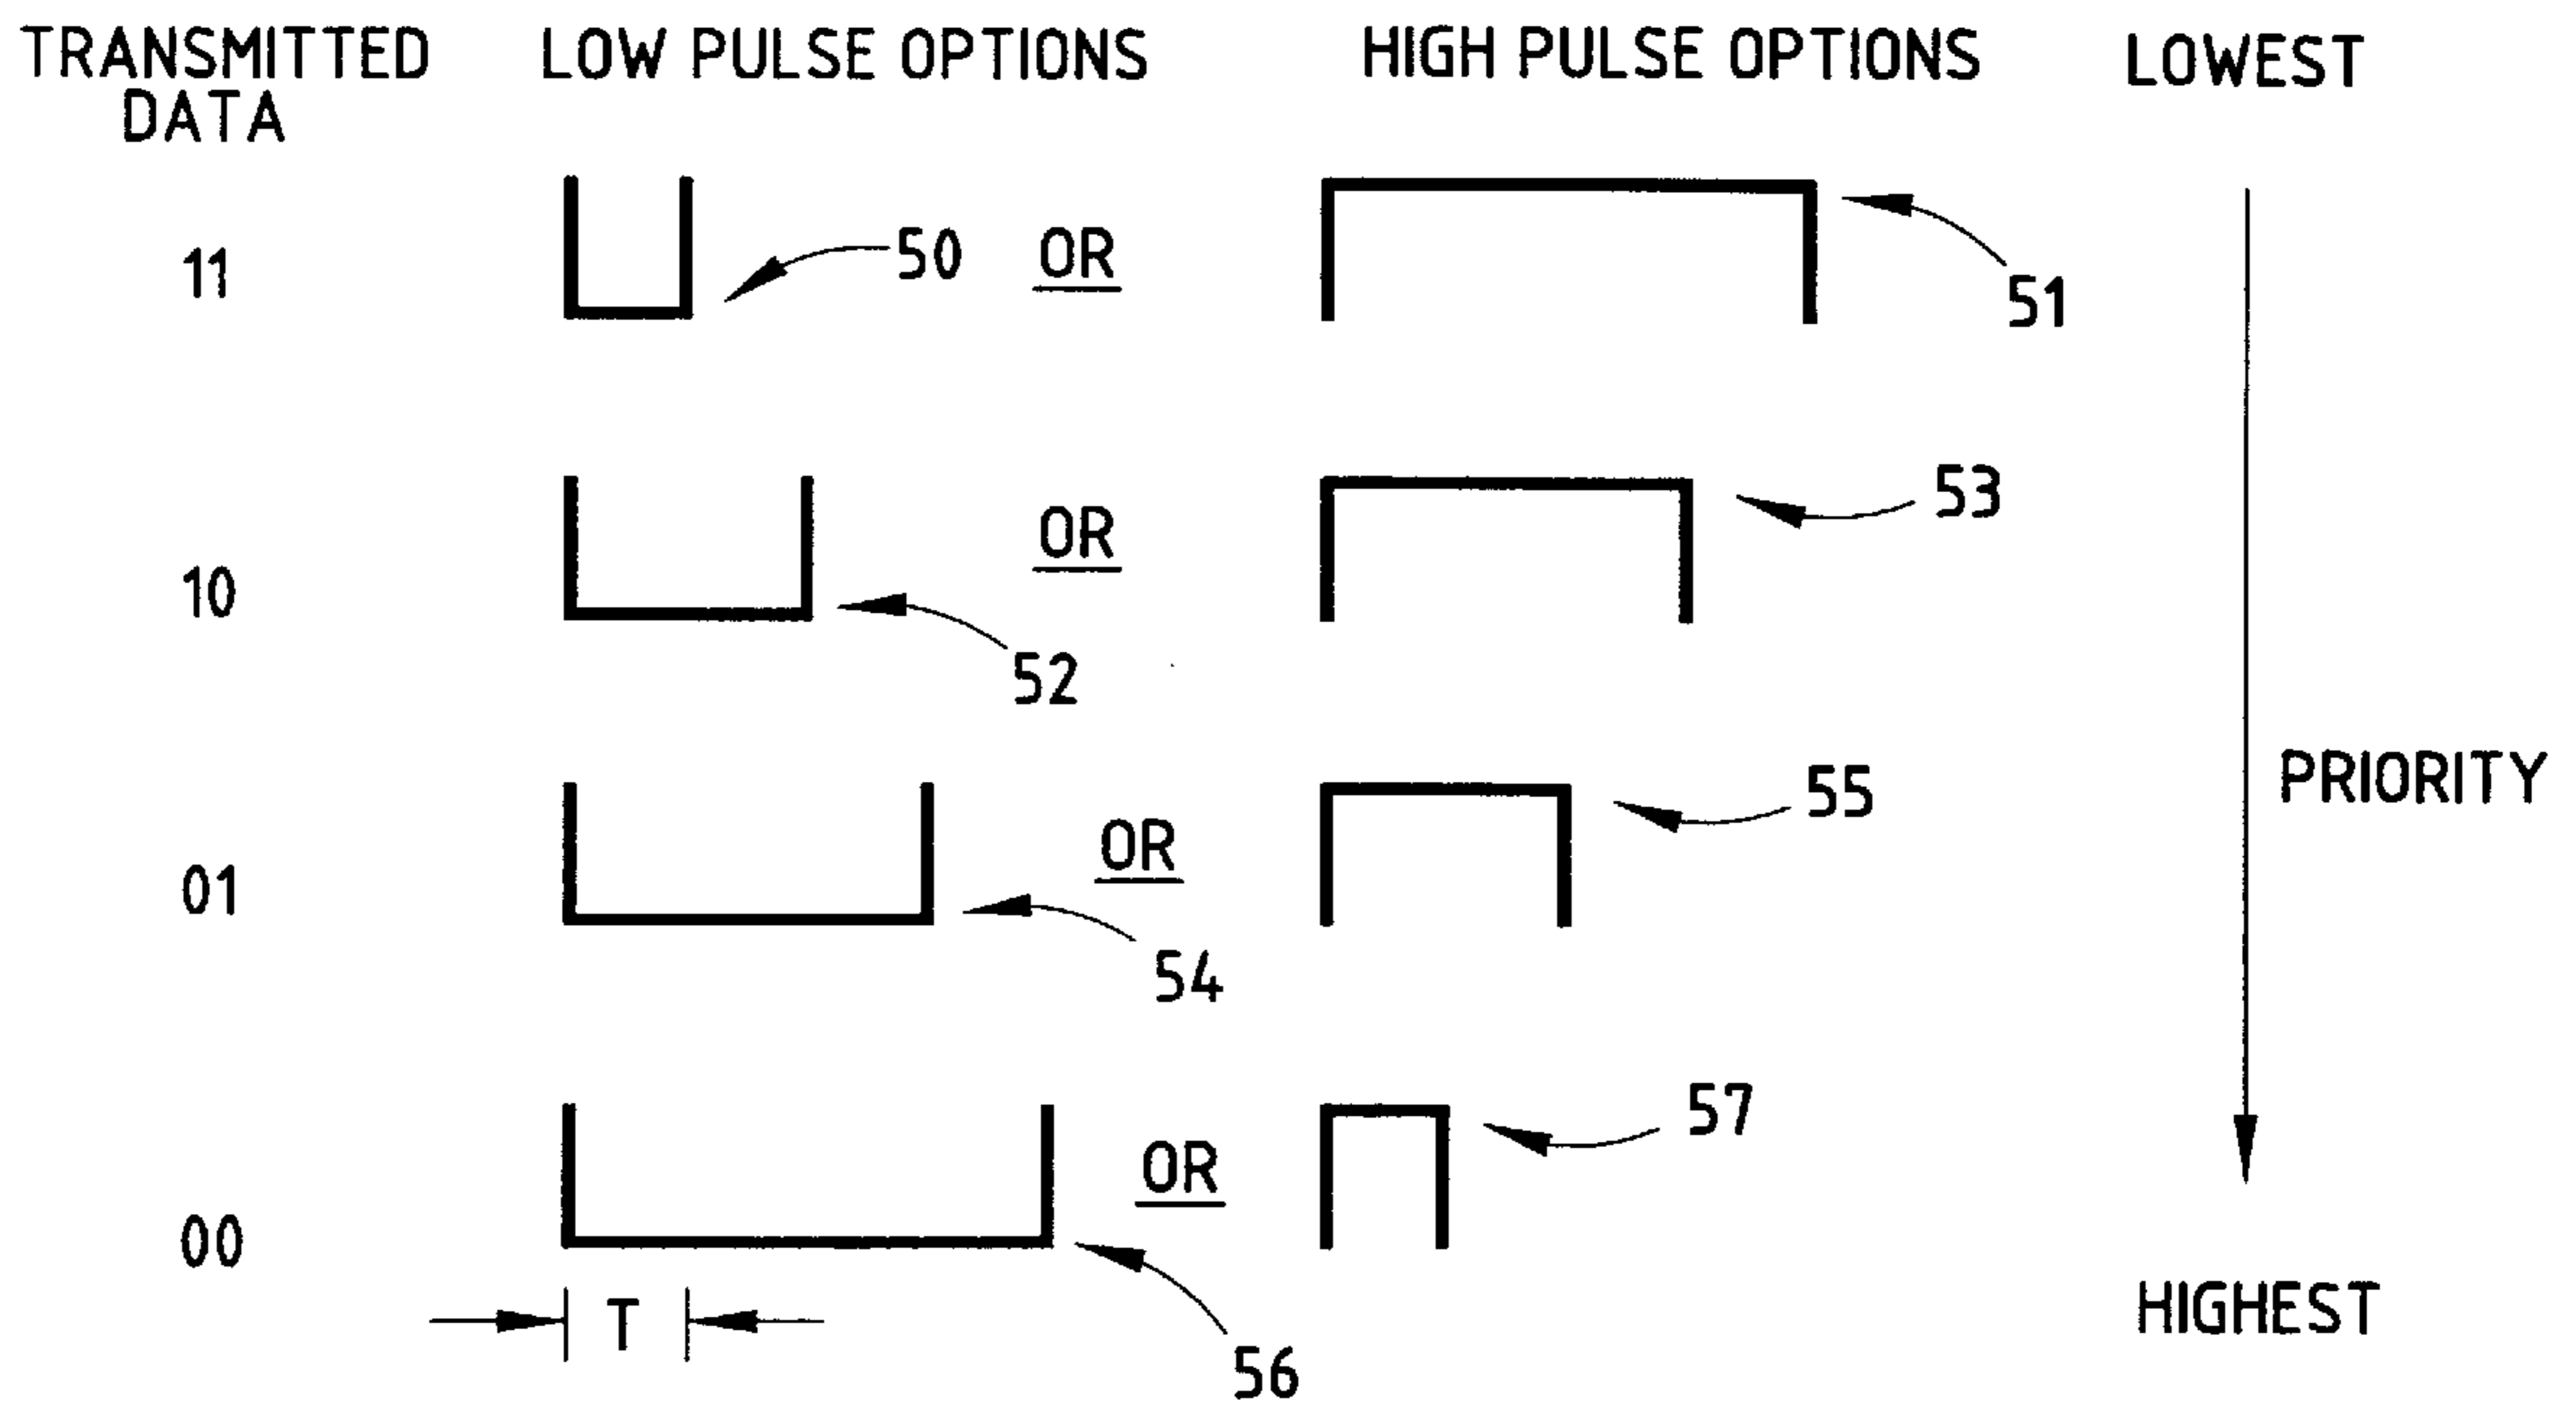 TRANSMITTED DATA LOW PULSE OPTIONS HIGH PULSE OPTIONS LOWEST
11 50 OR 51
10 OR 53
52
01 OR 55 PRIORITY
54
00 OR 57
T HIGHEST
56